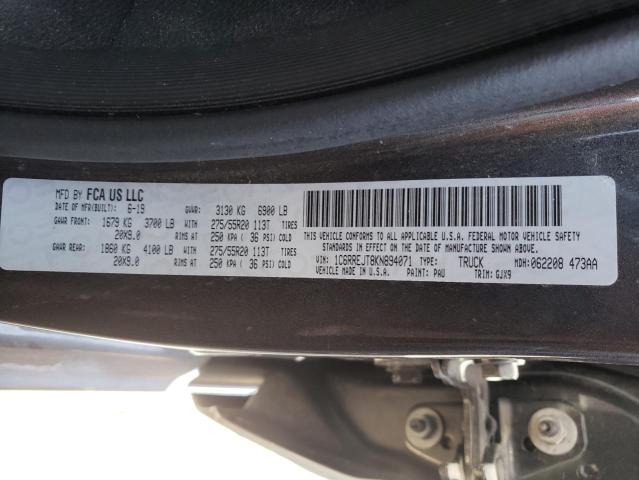 MFD BY FCA US LLC
DATE OF MFR(BUILT): 6-19 GVWR: 3130 KG 6900 LB
GAWR FRONT: 1679 KG 3700 LB WITH 275/55R20 113T TIRES
20X9.0 RIMS AT 250 KPA ( 36 PSI) COLD
GAWR REAR: 1860 KG 4100 LB WITH 275/55R20 113T TIRES
20X9.0 RIMS AT 250 KPA ( 36 PSI) COLD
THIS VEHICLE CONFORMS TO ALL APPLICABLE U.S.A. FEDERAL MOTOR VEHICLE SAFETY
STANDARDS IN EFFECT ON THE DATE OF MANUFACTURE SHOWN ABOVE.
VIN: 1C6RREJT8KN894071 TYPE: TRUCK MDH: 062208 473AA
VEHICLE MADE IN: U.S.A. PAINT: PAU TRIM: GJX9